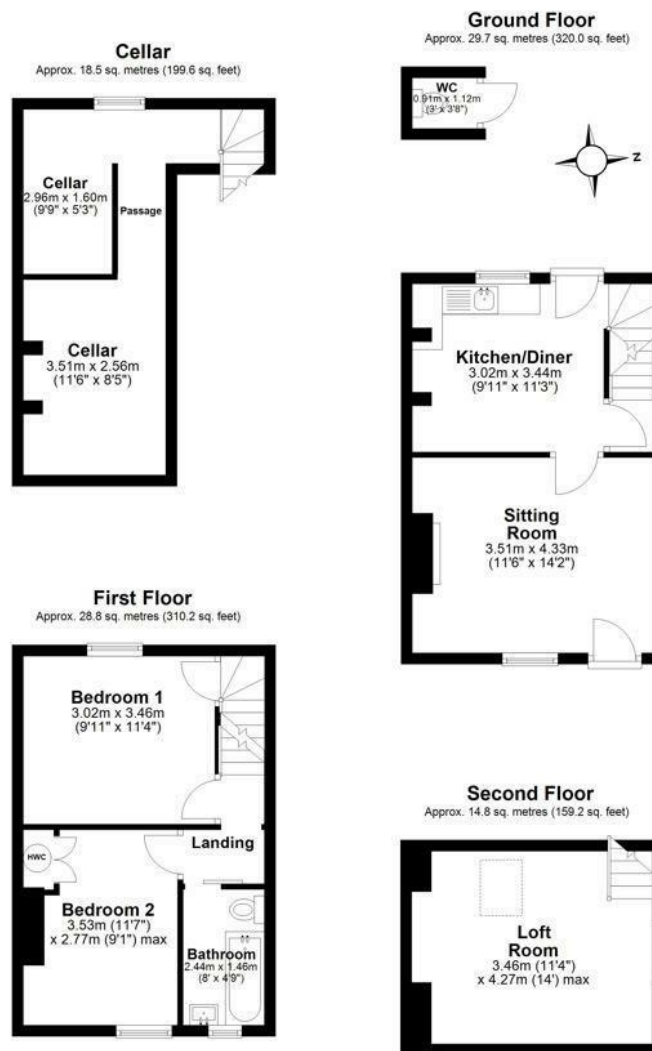 Cellar
Approx. 18.5 sq. metres (199.6 sq. feet)
Cellar
2.96m x 1.60m
(9'9" x 5'3")
Passage
Cellar
3.51m x 2.56m
(11'6" x 8'5")
Ground Floor
Approx. 29.7 sq. metres (320.0 sq. feet)
WC
0.91m x 1.12m
(3' x 3'8")
Z
Kitchen/Diner
3.02m x 3.44m
(9'11" x 11'3")
Sitting
Room
3.51m x 4.33m
(11'6" x 14'2")
First Floor
Approx. 28.8 sq. metres (310.2 sq. feet)
Bedroom 1
3.02m x 3.46m
(9'11" x 11'4")
Landing
HWC
Bedroom 2
3.53m (11'7")
x 2.77m (9'1") max
Bathroom
2.44m x 1.46m
(8' x 4'9")
Second Floor
Approx. 14.8 sq. metres (159.2 sq. feet)
Loft
Room
3.46m (11'4")
x 4.27m (14') max